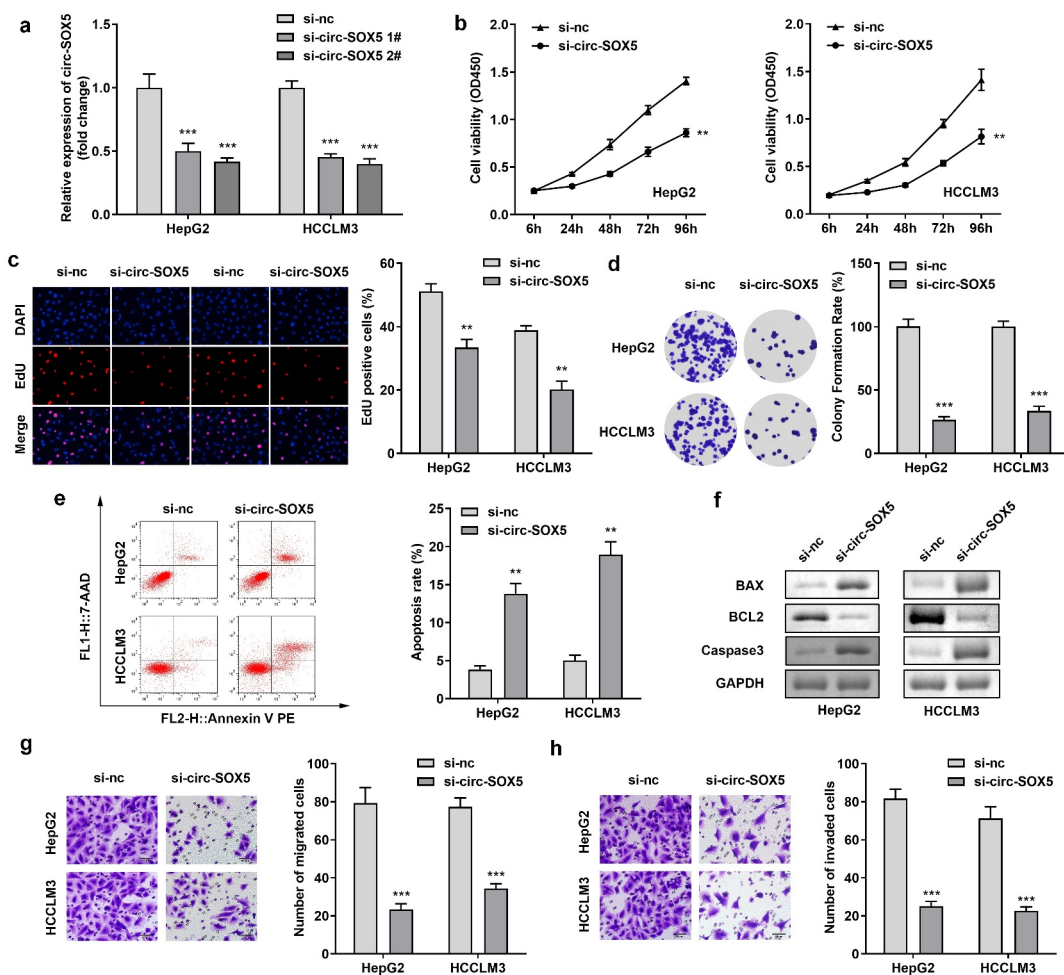 a
Relative expression of circ-SOX5
(fold change)
1.5
1.0
0.5
0.0
si-nc
si-circ-SOX5 1#
si-circ-SOX5 2#
***
***
***
***
HepG2
HCCLM3
b
Cell viability (OD450)
2.0
1.5
1.0
0.5
0.0
si-nc
si-circ-SOX5
**
HepG2
6h
24h
48h
72h
96h
Cell viability (OD450)
2.0
1.5
1.0
0.5
0.0
si-nc
si-circ-SOX5
**
HCCLM3
6h
24h
48h
72h
96h
c
si-nc
si-circ-SOX5
si-nc
si-circ-SOX5
DAPI
EdU
Merge
EdU positive cells (%)
60
40
20
0
si-nc
si-circ-SOX5
**
**
HepG2
HCCLM3
d
si-nc
si-circ-SOX5
HepG2
HCCLM3
Colony Formation Rate (%)
150
100
50
0
si-nc
si-circ-SOX5
***
***
HepG2
HCCLM3
e
si-nc
si-circ-SOX5
HepG2
HCCLM3
FL1-H::7-AAD
FL2-H::Annexin V PE
Apoptosis rate (%)
25
20
15
10
5
0
si-nc
si-circ-SOX5
**
**
HepG2
HCCLM3
f
si-nc
si-circ-SOX5
si-nc
si-circ-SOX5
BAX
BCL2
Caspase3
GAPDH
HepG2
HCCLM3
g
si-nc
si-circ-SOX5
HepG2
HCCLM3
Number of migrated cells
100
80
60
40
20
0
si-nc
si-circ-SOX5
***
***
HepG2
HCCLM3
h
si-nc
si-circ-SOX5
HepG2
HCCLM3
Number of invaded cells
100
80
60
40
20
0
si-nc
si-circ-SOX5
***
***
HepG2
HCCLM3